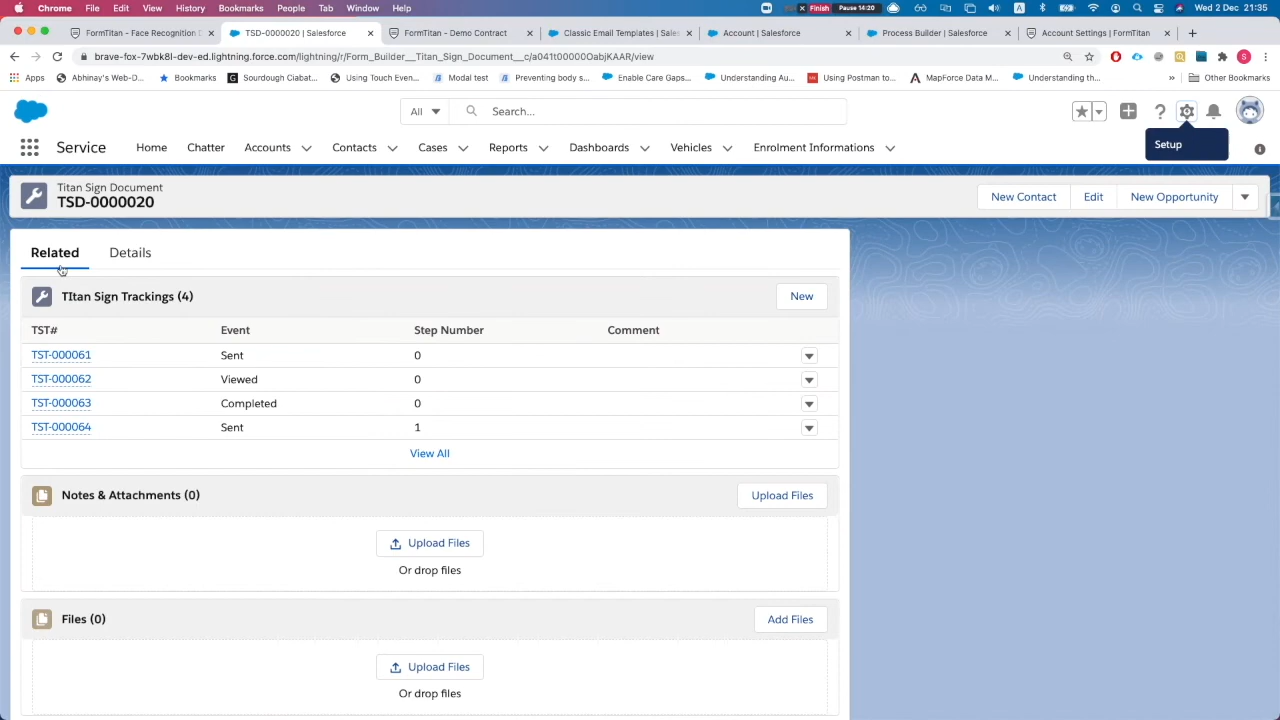 Chrome File Edit View History Bookmarks People Tab Window Help Finish Pause 14:20 A Wed 2 Dec 21:35
FormTitan - Face Recognition D TSD-0000020 | Salesforce FormTitan - Demo Contract Classic Email Templates | Sales Account | Salesforce Process Builder | Salesforce Account Settings | FormTitan
brave-fox-7wbk8l-dev-ed.lightning.force.com/lightning/r/Form_Builder__Titan_Sign_Document__c/a041t00000OabjKAAR/view
Apps Abhinay's Web-D... Bookmarks Sourdough Ciabat... Using Touch Even... Modal test Preventing body s... Enable Care Gaps... Understanding Au... Using Postman to... MapForce Data M... Understanding th... » Other Bookmarks
All Search...
Setup
Service Home Chatter Accounts Contacts Cases Reports Dashboards Vehicles Enrolment Informations
Titan Sign Document
TSD-0000020
New Contact Edit New Opportunity
Related Details
TItan Sign Trackings (4) New
TST# Event Step Number Comment
TST-000061 Sent 0
TST-000062 Viewed 0
TST-000063 Completed 0
TST-000064 Sent 1
View All
Notes & Attachments (0) Upload Files
Upload Files
Or drop files
Files (0) Add Files
Upload Files
Or drop files